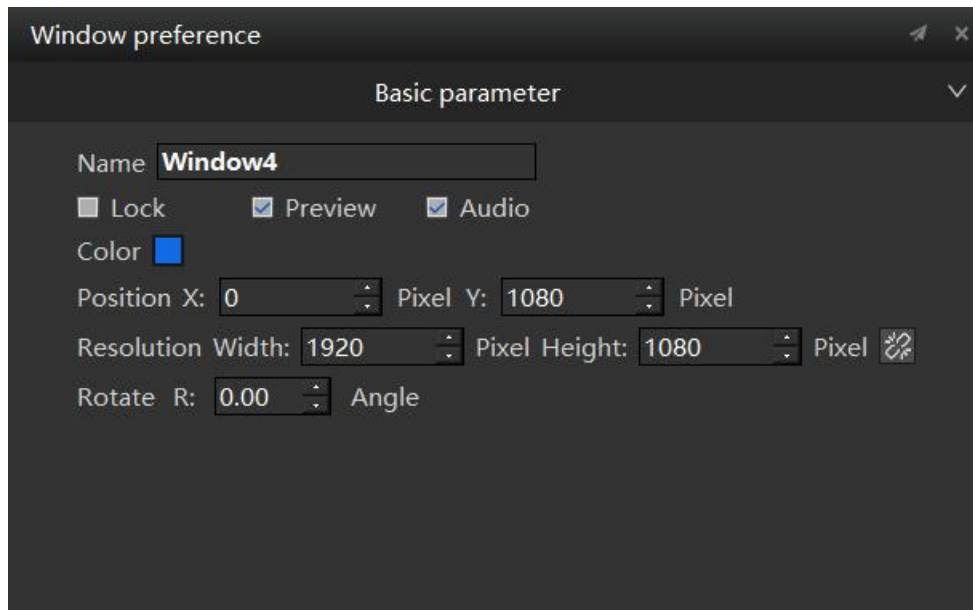 Window preference
Basic parameter
Name Window4
Lock Preview Audio
Color
Position X: 0 Pixel Y: 1080 Pixel
Resolution Width: 1920 Pixel Height: 1080 Pixel
Rotate R: 0.00 Angle